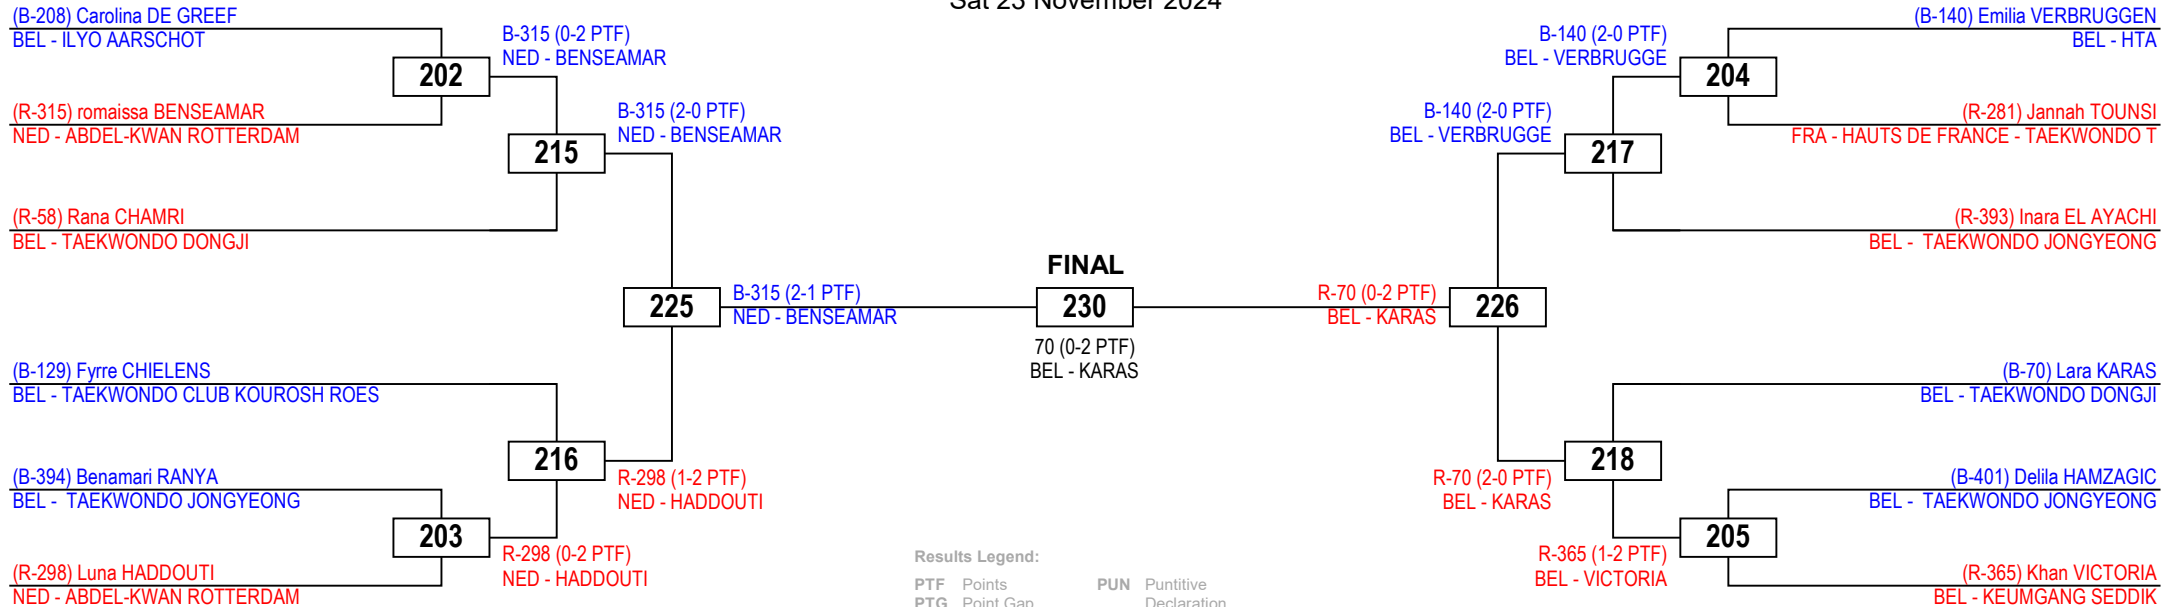 Sat 23 November 2024
(B-208) Carolina DE GREEF
BEL - ILYO AARSCHOT
202
(R-315) romaissa BENSEAMAR
NED - ABDEL-KWAN ROTTERDAM
B-315 (0-2 PTF)
NED - BENSEAMAR
215
(R-58) Rana CHAMRI
BEL - TAEKWONDO DONGJI
B-315 (2-0 PTF)
NED - BENSEAMAR
225
B-315 (2-1 PTF)
NED - BENSEAMAR
(B-129) Fyrre CHIELENS
BEL - TAEKWONDO CLUB KOUROSH ROES
216
R-298 (1-2 PTF)
NED - HADDOUTI
(B-394) Benamari RANYA
BEL - TAEKWONDO JONGYEONG
203
R-298 (0-2 PTF)
NED - HADDOUTI
(R-298) Luna HADDOUTI
NED - ABDEL-KWAN ROTTERDAM
FINAL
230
70 (0-2 PTF)
BEL - KARAS
(B-140) Emilia VERBRUGGEN
BEL - HTA
B-140 (2-0 PTF)
BEL - VERBRUGGE
204
(R-281) Jannah TOUNSI
FRA - HAUTS DE FRANCE - TAEKWONDO T
B-140 (2-0 PTF)
BEL - VERBRUGGE
217
(R-393) Inara EL AYACHI
BEL - TAEKWONDO JONGYEONG
R-70 (0-2 PTF)
BEL - KARAS
226
(B-70) Lara KARAS
BEL - TAEKWONDO DONGJI
218
R-70 (2-0 PTF)
BEL - KARAS
(B-401) Delila HAMZAGIC
BEL - TAEKWONDO JONGYEONG
205
R-365 (1-2 PTF)
BEL - VICTORIA
(R-365) Khan VICTORIA
BEL - KEUMGANG SEDDIK
Results Legend:
PTF Points PUN Puntitive
PTG Point Gap Declaration